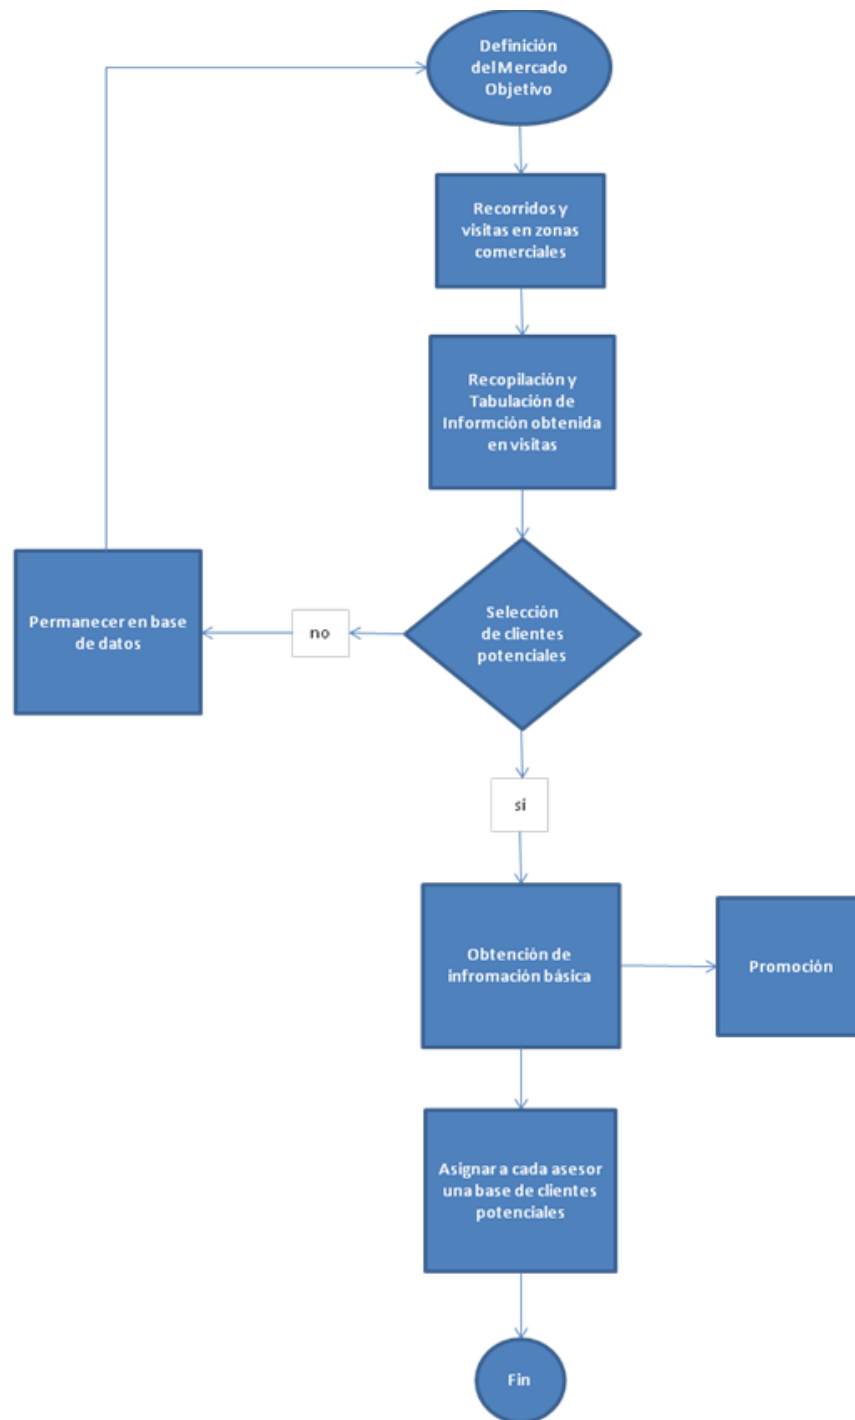 Definición
del Mercado
Objetivo
Recorridos y
visitas en zonas
comerciales
Recopilación y
Tabulación de
Informción obtenida
en visitas
Selección
de clientes
potenciales
no
Permanecer en base
de datos
si
Obtención de
infromación básica
Promoción
Asignar a cada asesor
una base de clientes
potenciales
Fin